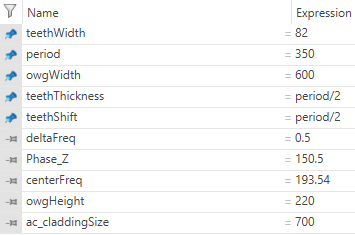 Name Expression
teethWidth = 82
period = 350
owgWidth = 600
teethThickness = period/2
teethShift = period/2
deltaFreq = 0.5
Phase_Z = 150.5
centerFreq = 193.54
owgHeight = 220
ac_claddingSize = 700